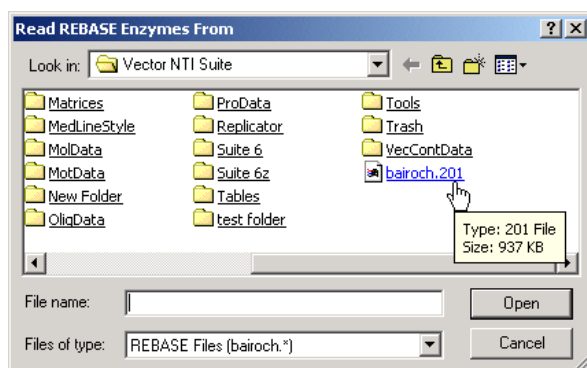 Read REBASE Enzymes From
Look in: Vector NTI Suite
Matrices
MedLineStyle
MolData
MotData
New Folder
OligData
ProData
Replicator
Suite 6
Suite 6z
Tables
test folder
Tools
Trash
VecContData
bairoch.201
Type: 201 File
Size: 937 KB
File name:
Open
Files of type: REBASE Files (bairoch.*)
Cancel